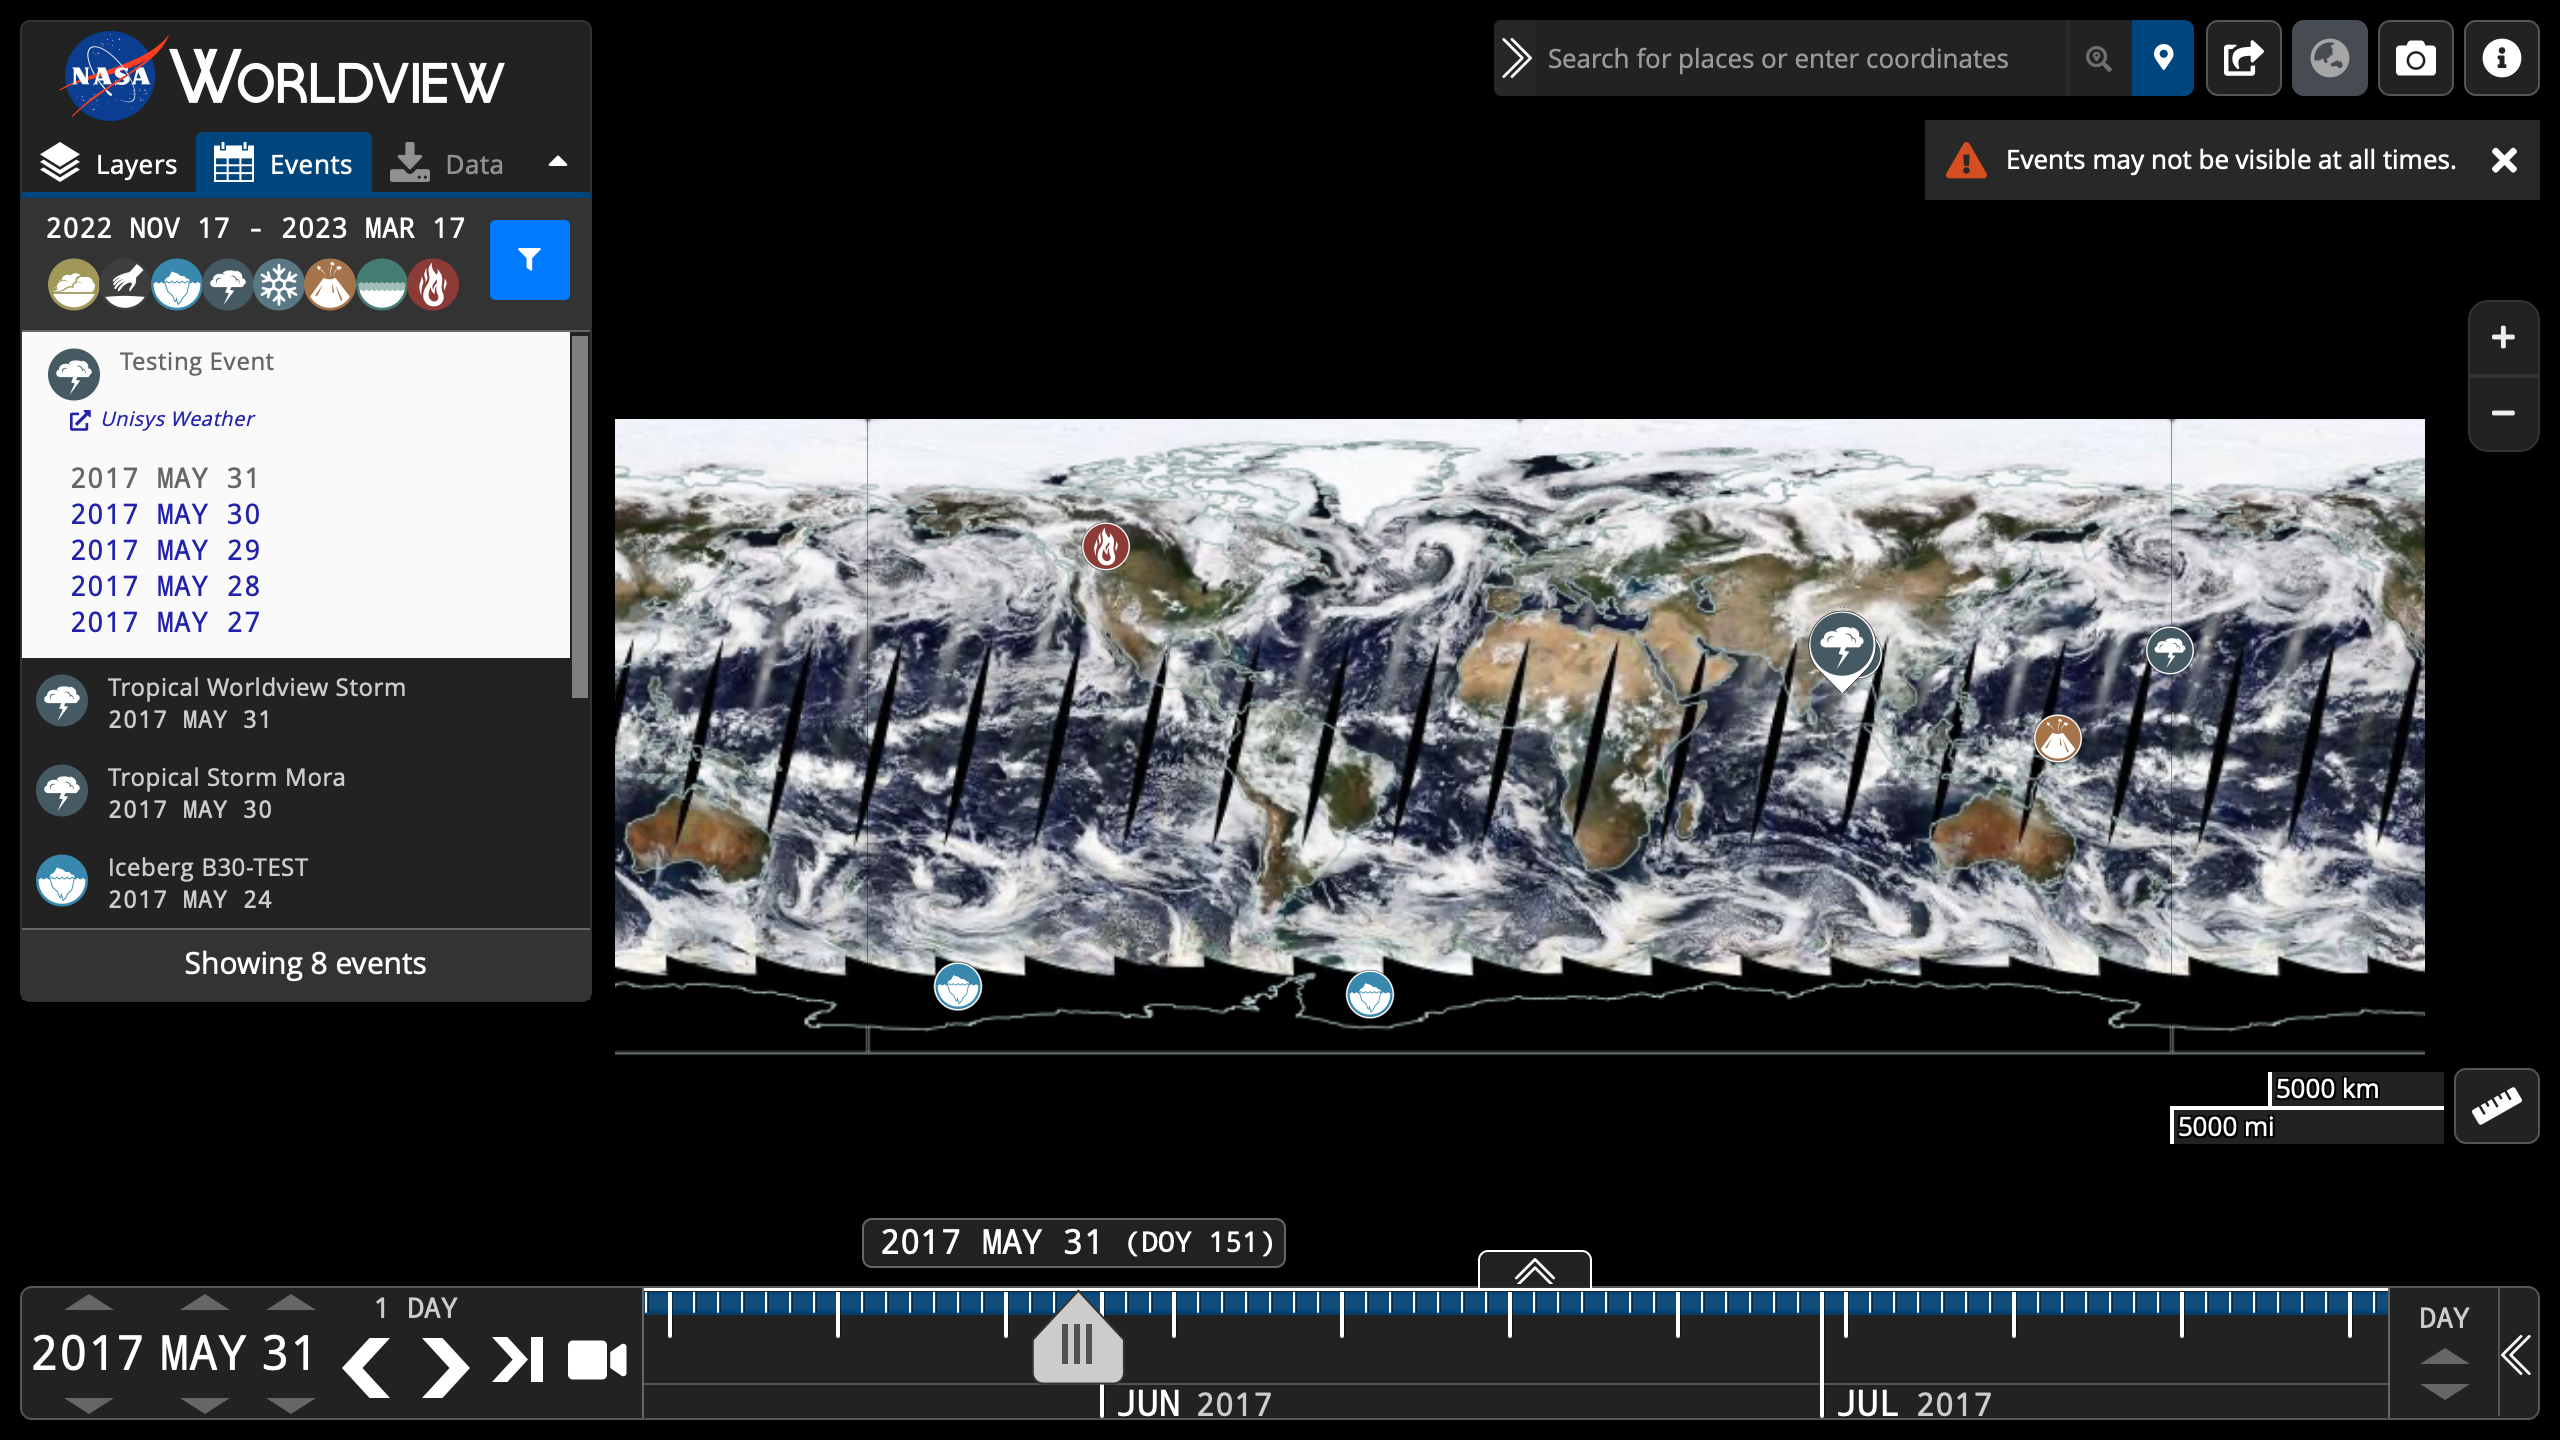 NASA WORLDVIEW
Layers
Events
Data
2022 NOV 17 - 2023 MAR 17
Testing Event
Unisys Weather
2017 MAY 31
2017 MAY 30
2017 MAY 29
2017 MAY 28
2017 MAY 27
Tropical Worldview Storm
2017 MAY 31
Tropical Storm Mora
2017 MAY 30
Iceberg B30-TEST
2017 MAY 24
Showing 8 events
Search for places or enter coordinates
Events may not be visible at all times.
5000 km
5000 mi
2017 MAY 31 (DOY 151)
1 DAY
2017 MAY 31
JUN 2017
JUL 2017
DAY